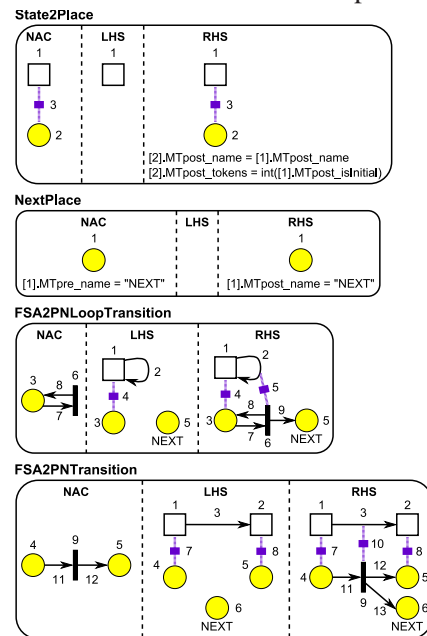 State2Place
NAC LHS RHS
1 1 1
3 3
2 2
[2].MTpost_name = [1].MTpost_name
[2].MTpost_tokens = int([1].MTpost_isInitial)
NextPlace
NAC LHS RHS
1 1
[1].MTpre_name = "NEXT" [1].MTpost_name = "NEXT"
FSA2PNLoopTransition
NAC LHS RHS
1 2 1 2
6
3 8 4 4 5
7 3 5 3 8 9 5
NEXT 7 6 NEXT
FSA2PNTransition
NAC LHS RHS
1 3 2 1 3 2
9 7 8 7 10 8
4 5 4 5 4 12 5
11 12 11
6 9 13 6
NEXT NEXT